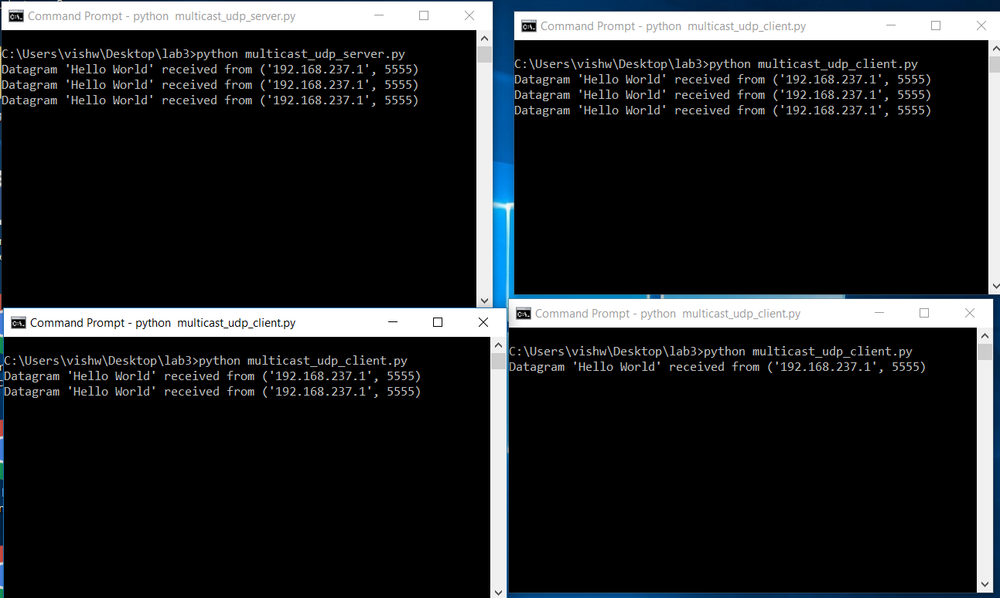 Command Prompt - python  multicast_udp_server.py
C:\Users\vishw\Desktop\lab3>python multicast_udp_server.py
Datagram 'Hello World' received from ('192.168.237.1', 5555)
Datagram 'Hello World' received from ('192.168.237.1', 5555)
Datagram 'Hello World' received from ('192.168.237.1', 5555)
Command Prompt - python  multicast_udp_client.py
C:\Users\vishw\Desktop\lab3>python multicast_udp_client.py
Datagram 'Hello World' received from ('192.168.237.1', 5555)
Datagram 'Hello World' received from ('192.168.237.1', 5555)
Datagram 'Hello World' received from ('192.168.237.1', 5555)
Command Prompt - python  multicast_udp_client.py
C:\Users\vishw\Desktop\lab3>python multicast_udp_client.py
Datagram 'Hello World' received from ('192.168.237.1', 5555)
Datagram 'Hello World' received from ('192.168.237.1', 5555)
Command Prompt - python  multicast_udp_client.py
C:\Users\vishw\Desktop\lab3>python multicast_udp_client.py
Datagram 'Hello World' received from ('192.168.237.1', 5555)